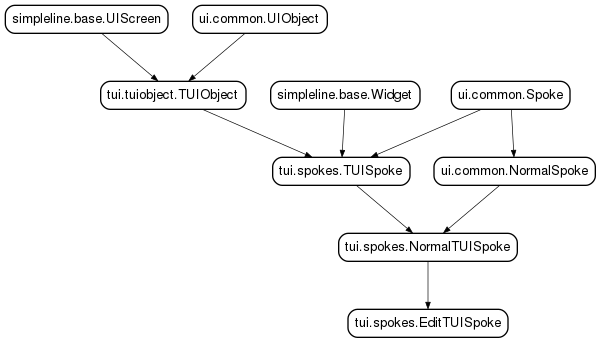 simpleline.base.UIScreen
ui.common.UIObject
tui.tuiobject.TUIObject
simpleline.base.Widget
ui.common.Spoke
tui.spokes.TUISpoke
ui.common.NormalSpoke
tui.spokes.NormalTUISpoke
tui.spokes.EditTUISpoke